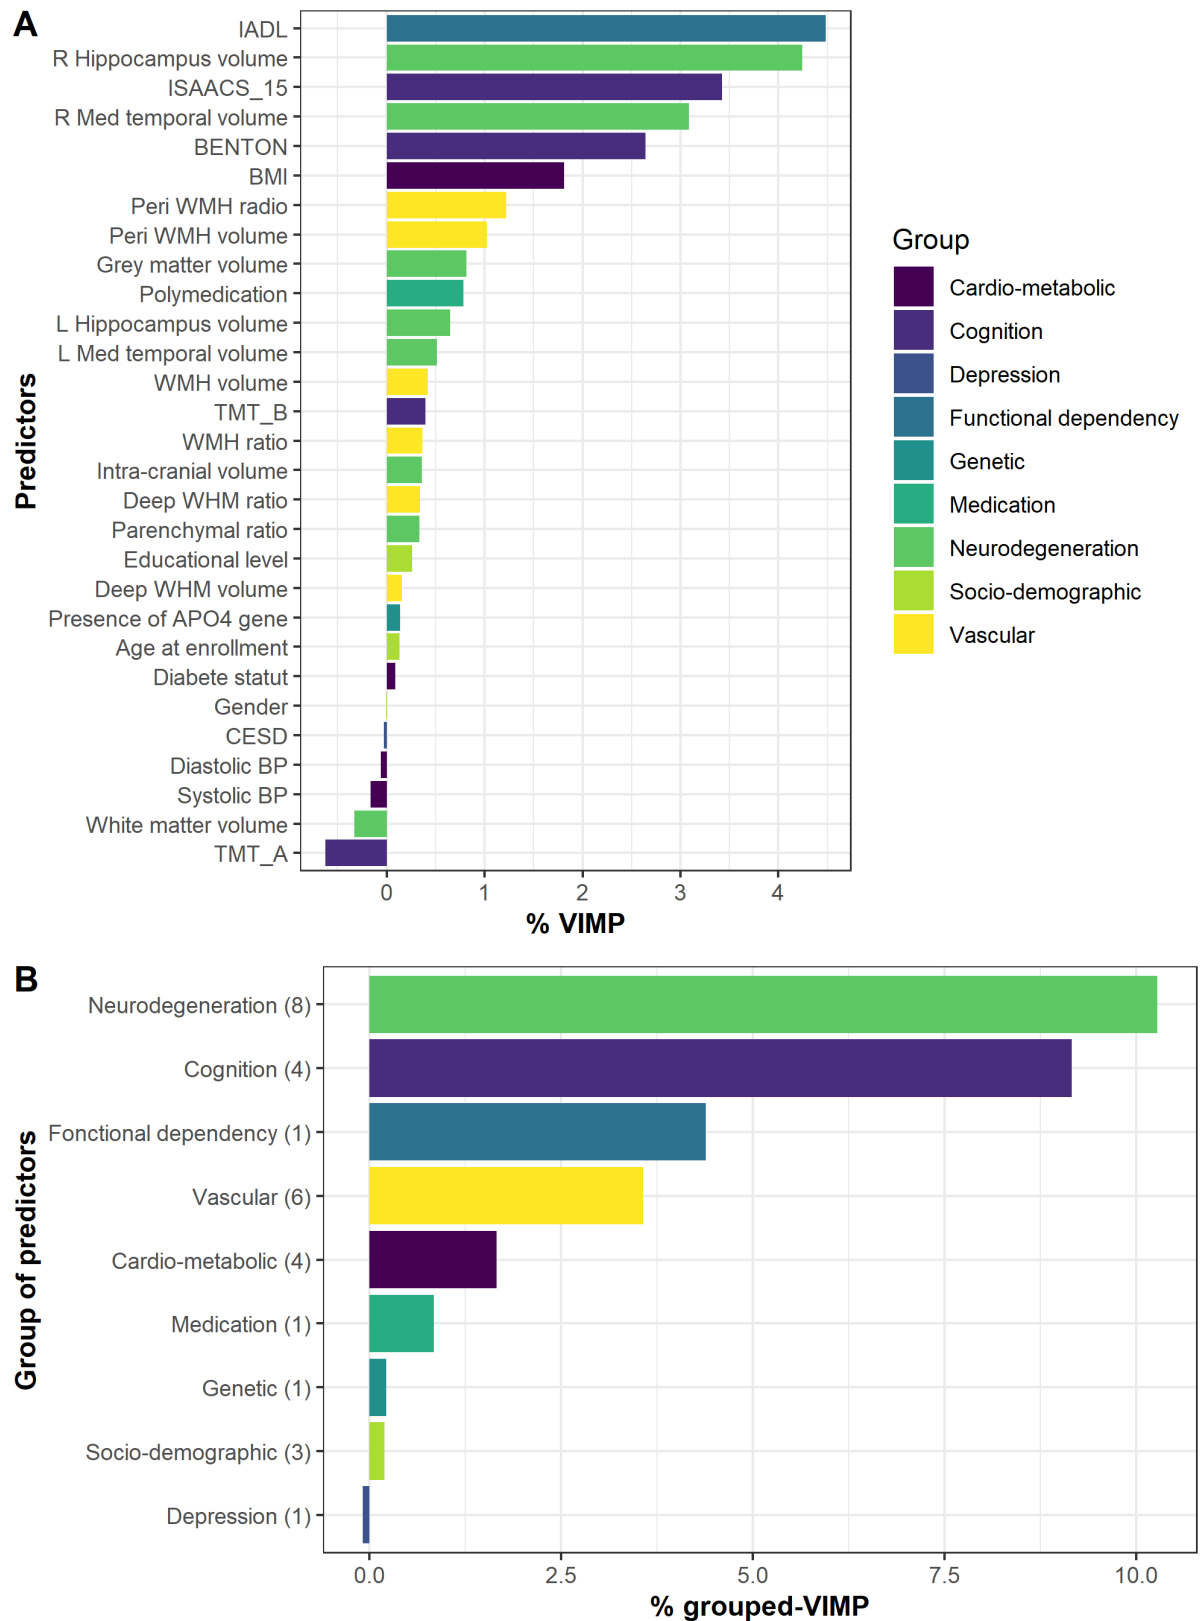 A
IADL
R Hippocampus volume
ISAACS_15
R Med temporal volume
BENTON
BMI
Peri WMH radio
Peri WMH volume
Grey matter volume
Polymedication
L Hippocampus volume
L Med temporal volume
WMH volume
TMT_B
WMH ratio
Intra-cranial volume
Deep WHM ratio
Parenchymal ratio
Educational level
Deep WHM volume
Presence of APO4 gene
Age at enrollment
Diabete statut
Gender
CESD
Diastolic BP
Systolic BP
White matter volume
TMT_A
Predictors
0 1 2 3 4
% VIMP
Group
Cardio-metabolic
Cognition
Depression
Functional dependency
Genetic
Medication
Neurodegeneration
Socio-demographic
Vascular
B
Neurodegeneration (8)
Cognition (4)
Fonctional dependency (1)
Vascular (6)
Cardio-metabolic (4)
Medication (1)
Genetic (1)
Socio-demographic (3)
Depression (1)
Group of predictors
0.0 2.5 5.0 7.5 10.0
% grouped-VIMP